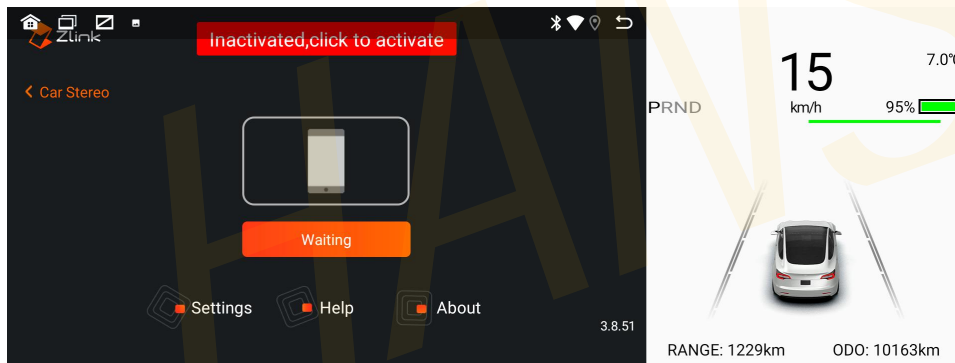 Zlink
Inactivated,click to activate
Car Stereo
Waiting
Settings
Help
About
3.8.51
15
km/h
7.0°C
PRND
95%
RANGE: 1229km
ODO: 10163km
HANS